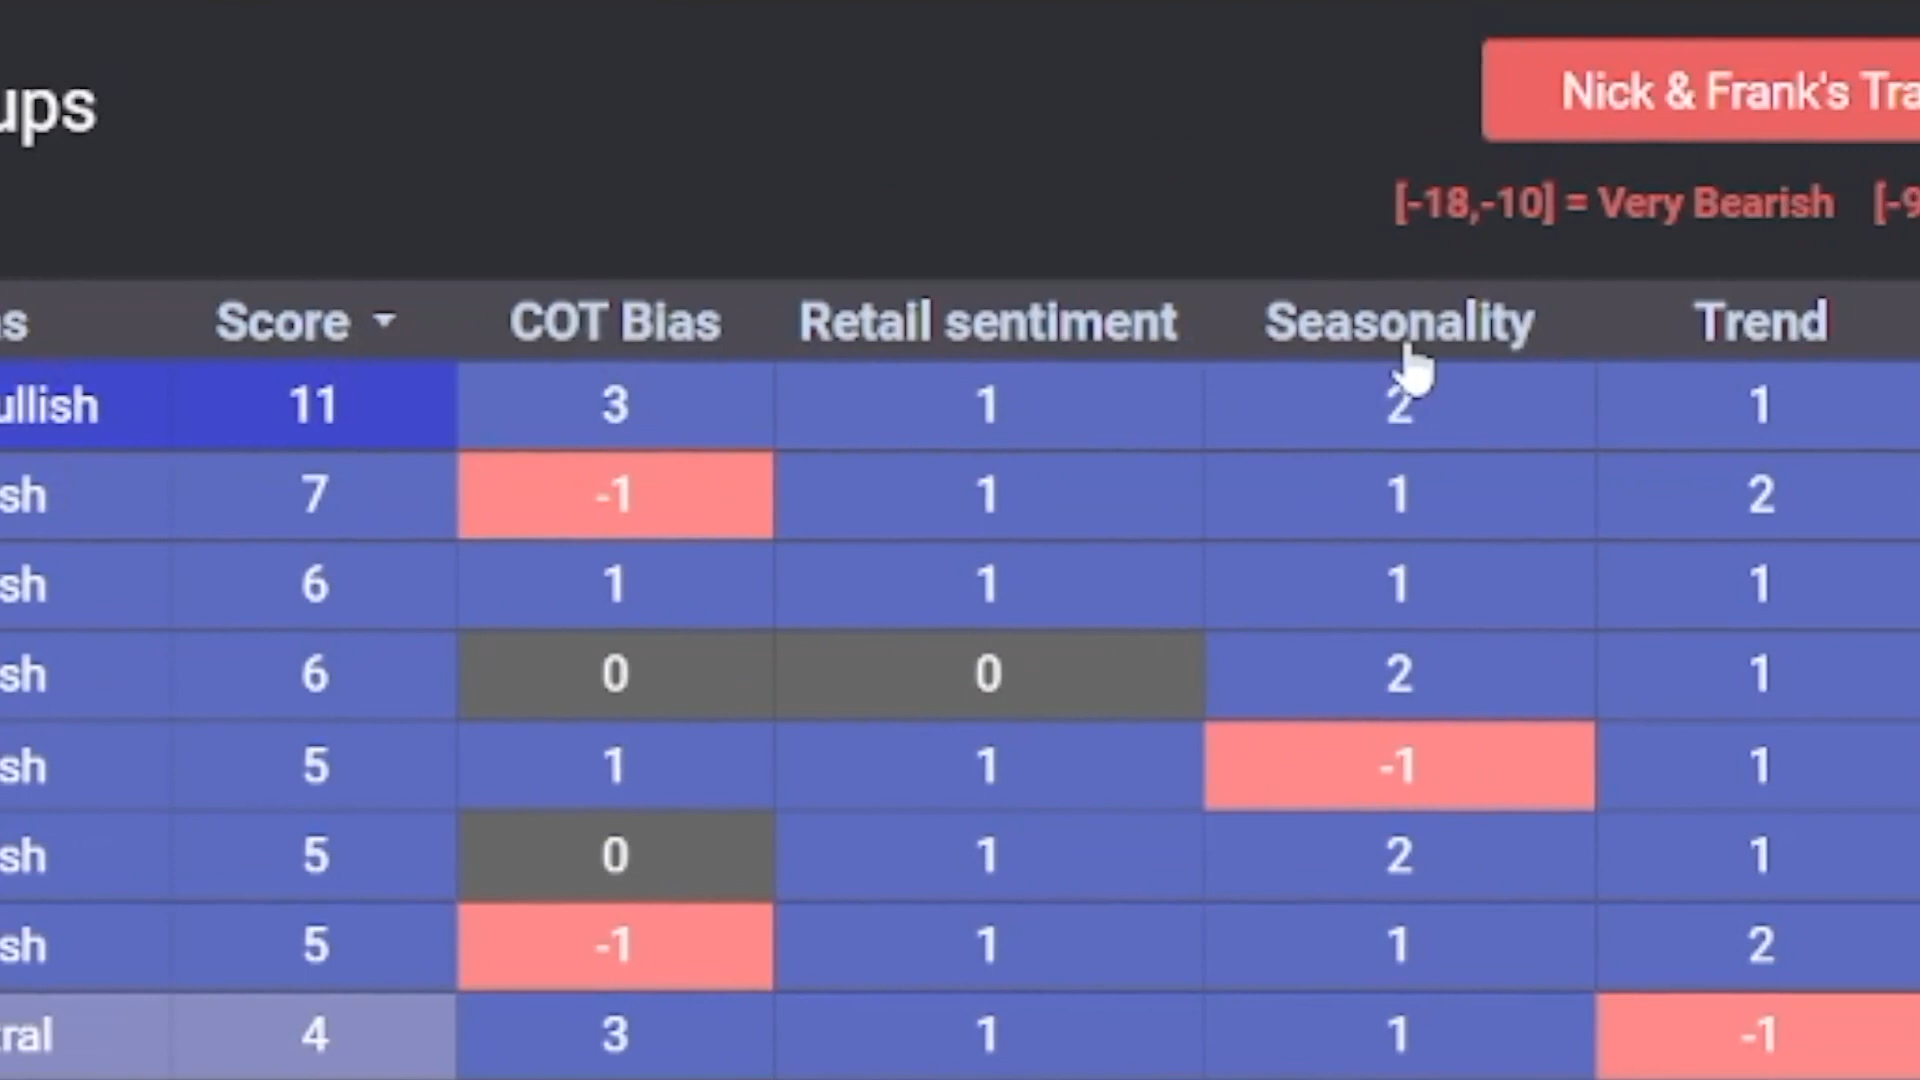 ups
Nick & Frank's Tra
[-18,-10] = Very Bearish [-9
s Score COT Bias Retail sentiment Seasonality Trend
ullish 11 3 1 2 1
sh 7 -1 1 1 2
sh 6 1 1 1 1
sh 6 0 0 2 1
sh 5 1 1 -1 1
sh 5 0 1 2 1
sh 5 -1 1 1 2
ral 4 3 1 1 -1